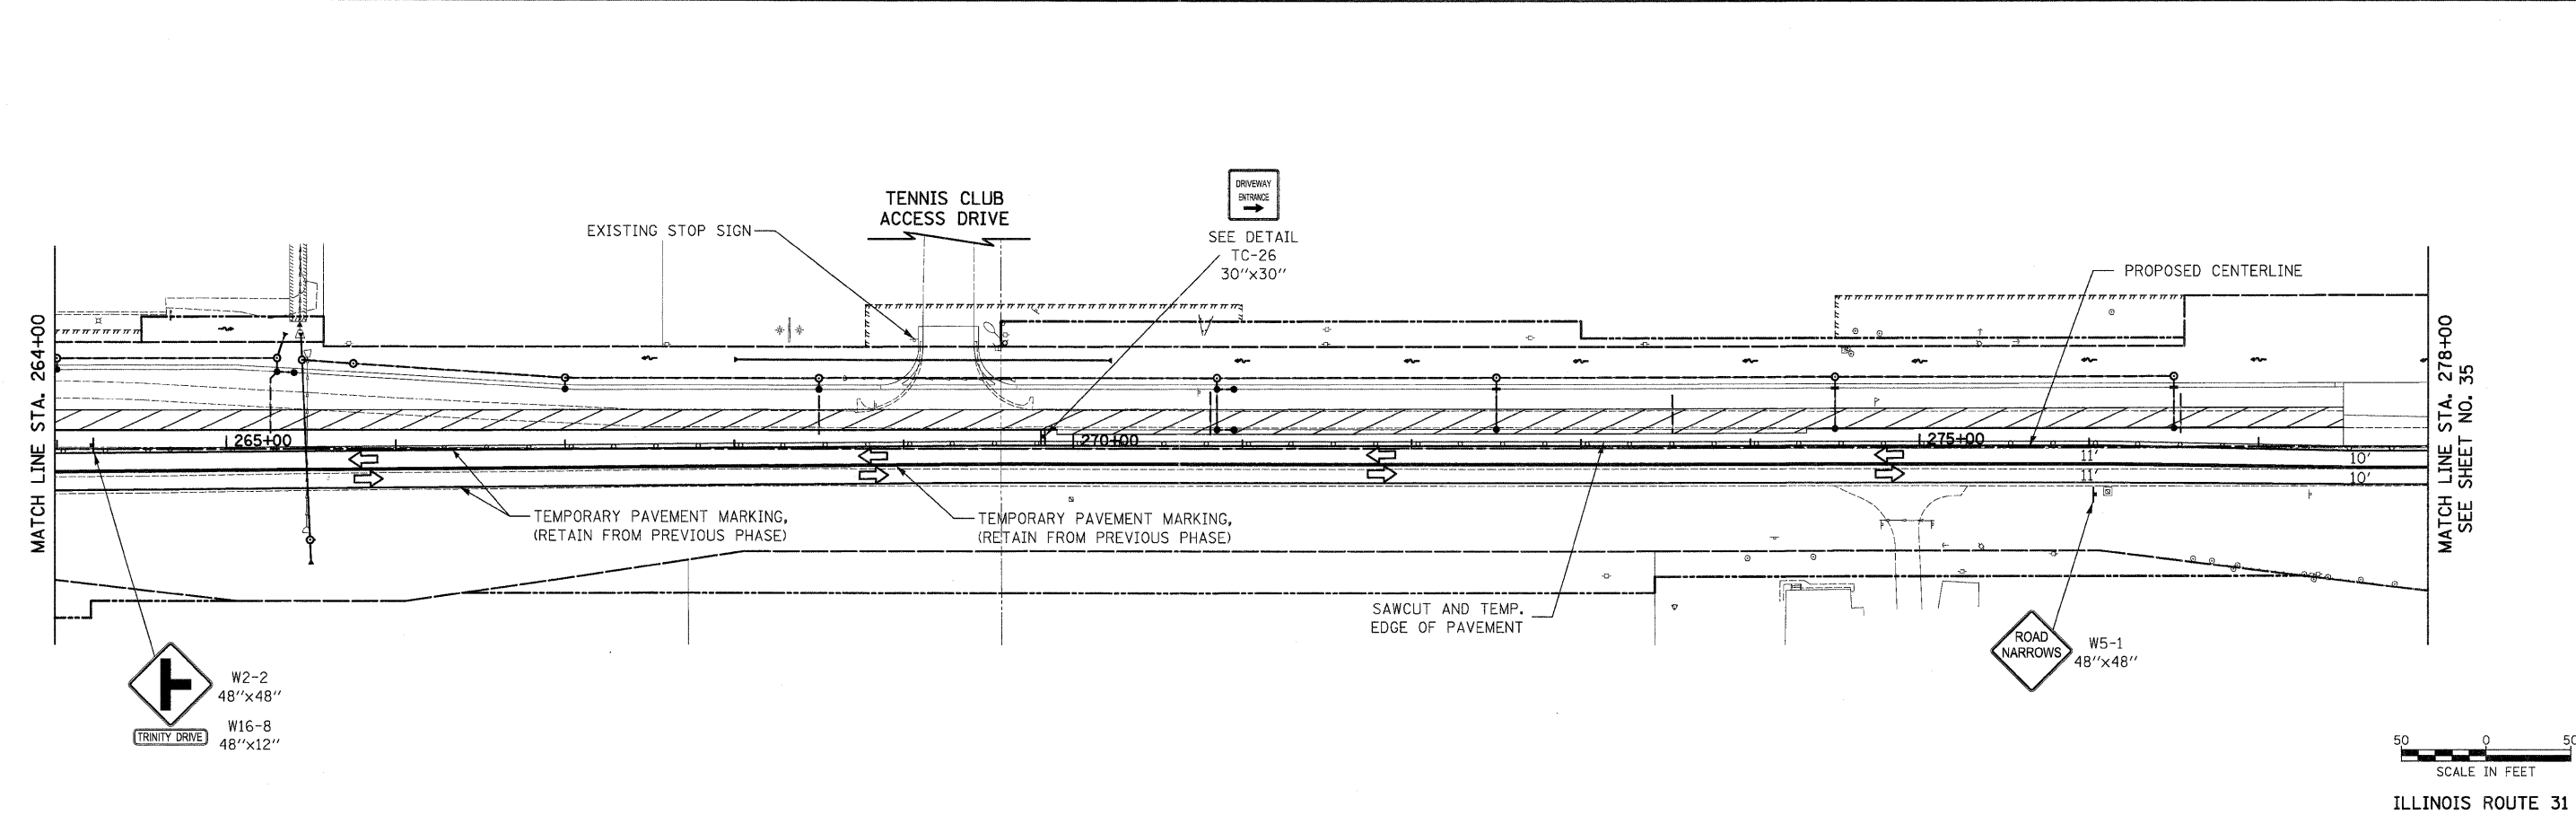 DRIVEWAY
ENTRANCE
TENNIS CLUB
ACCESS DRIVE
EXISTING STOP SIGN
SEE DETAIL
TC-26
30"x30"
PROPOSED CENTERLINE
MATCH LINE STA. 264+00
MATCH LINE STA. 278+00
SEE SHEET NO. 35
265+00
270+00
275+00
11'
11'
10'
10'
TEMPORARY PAVEMENT MARKING,
(RETAIN FROM PREVIOUS PHASE)
TEMPORARY PAVEMENT MARKING,
(RETAIN FROM PREVIOUS PHASE)
SAWCUT AND TEMP.
EDGE OF PAVEMENT
ROAD
NARROWS
W5-1
48"x48"
W2-2
48"x48"
W16-8
48"x12"
TRINITY DRIVE
50 0 50
SCALE IN FEET
ILLINOIS ROUTE 31